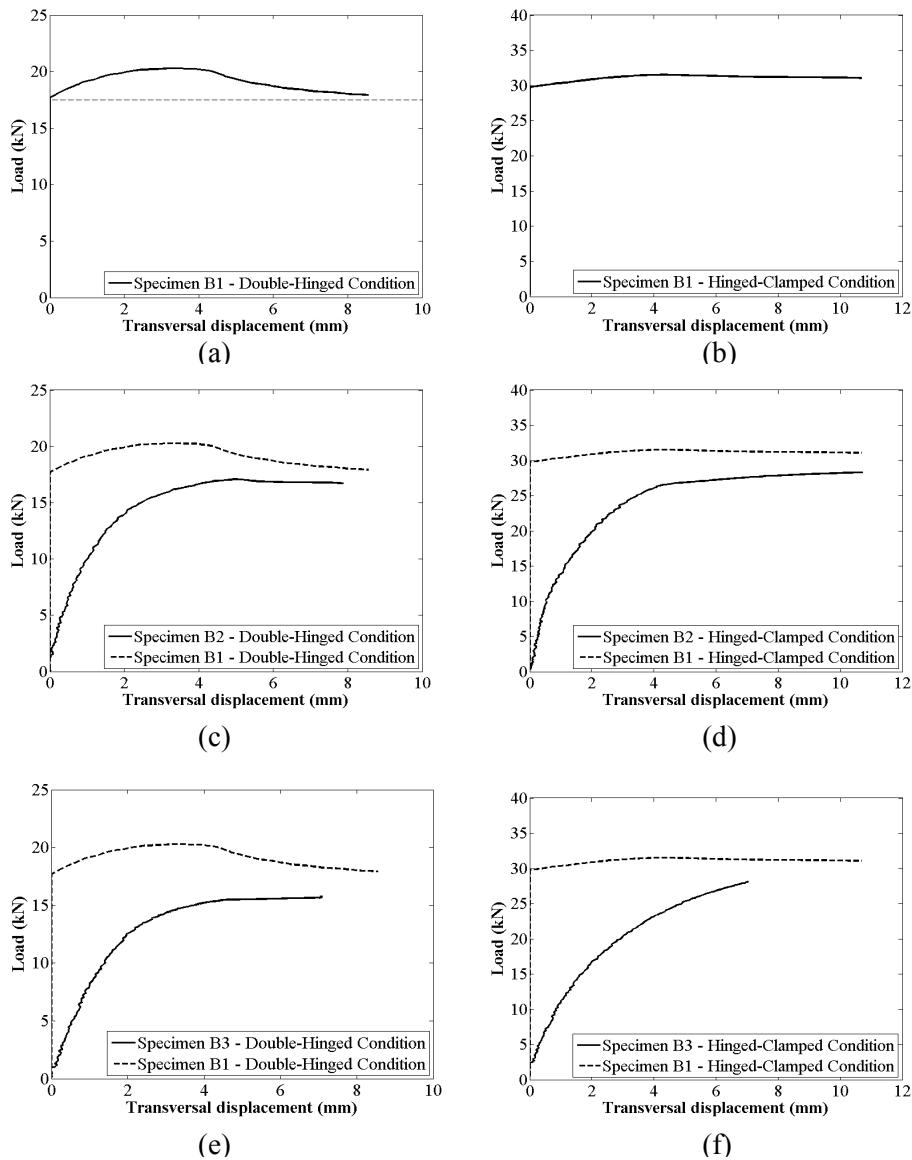 25
20
15
10
5
0
Load (kN)
Specimen B1 - Double-Hinged Condition
0 2 4 6 8 10
Transversal displacement (mm)
(a)
40
35
30
25
20
15
10
5
0
Load (kN)
Specimen B1 - Hinged-Clamped Condition
0 2 4 6 8 10 12
Transversal displacement (mm)
(b)
25
20
15
10
5
0
Load (kN)
Specimen B2 - Double-Hinged Condition
Specimen B1 - Double-Hinged Condition
0 2 4 6 8 10
Transversal displacement (mm)
(c)
40
35
30
25
20
15
10
5
0
Load (kN)
Specimen B2 - Hinged-Clamped Condition
Specimen B1 - Hinged-Clamped Condition
0 2 4 6 8 10 12
Transversal displacement (mm)
(d)
25
20
15
10
5
0
Load (kN)
Specimen B3 - Double-Hinged Condition
Specimen B1 - Double-Hinged Condition
0 2 4 6 8 10
Transversal displacement (mm)
(e)
40
35
30
25
20
15
10
5
0
Load (kN)
Specimen B3 - Hinged-Clamped Condition
Specimen B1 - Hinged-Clamped Condition
0 2 4 6 8 10 12
Transversal displacement (mm)
(f)